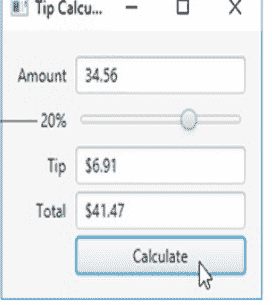 Tip Calcu...
Amount 34.56
20%
Tip $6.91
Total $41.47
Calculate